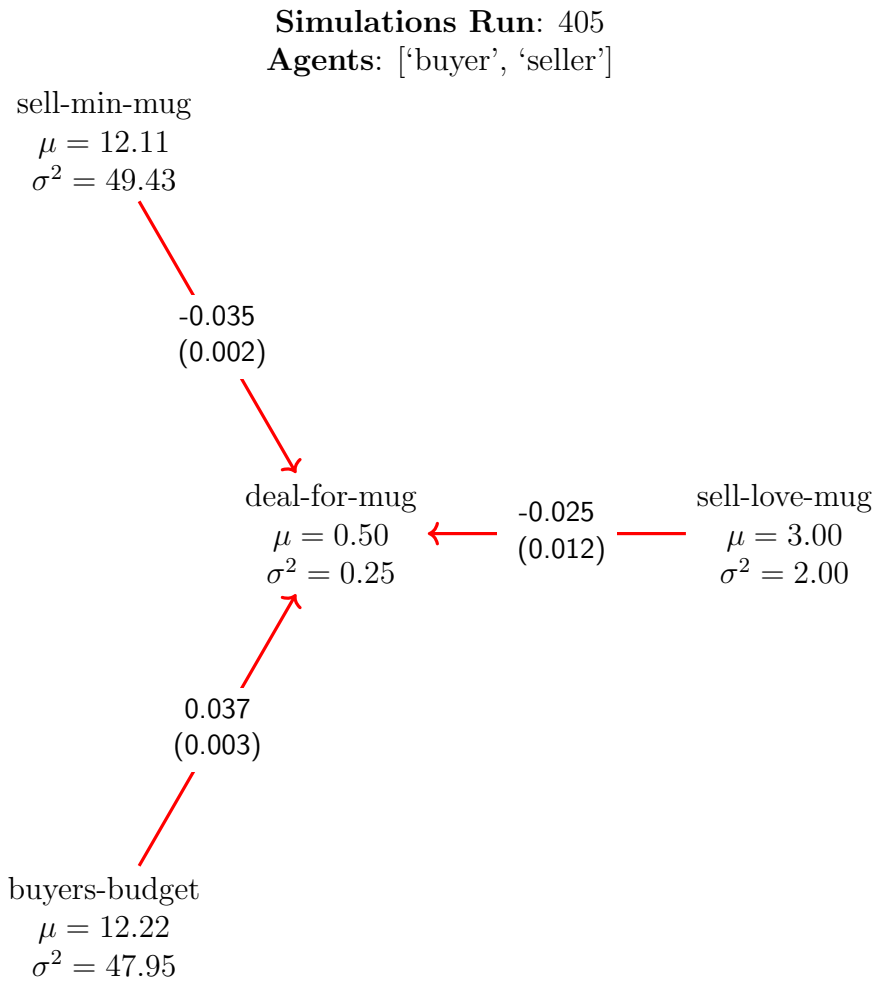 Simulations Run: 405
Agents: [‘buyer’, ‘seller’]
sell-min-mug
μ = 12.11
σ² = 49.43
-0.035
(0.002)
deal-for-mug
μ = 0.50
σ² = 0.25
-0.025
(0.012)
sell-love-mug
μ = 3.00
σ² = 2.00
0.037
(0.003)
buyers-budget
μ = 12.22
σ² = 47.95